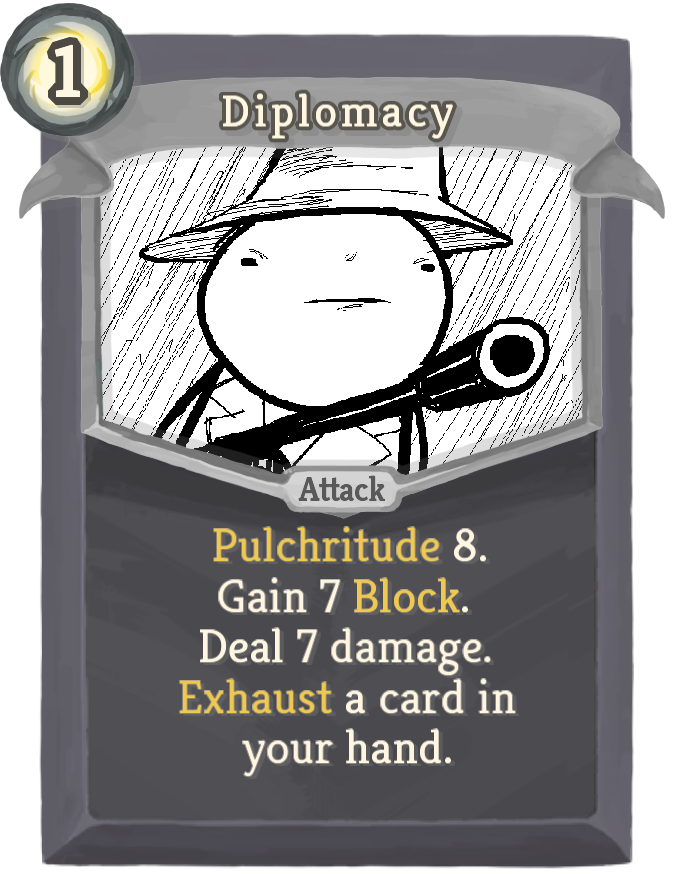 1
Diplomacy
Attack
Pulchritude 8.
Gain 7 Block.
Deal 7 damage.
Exhaust a card in
your hand.